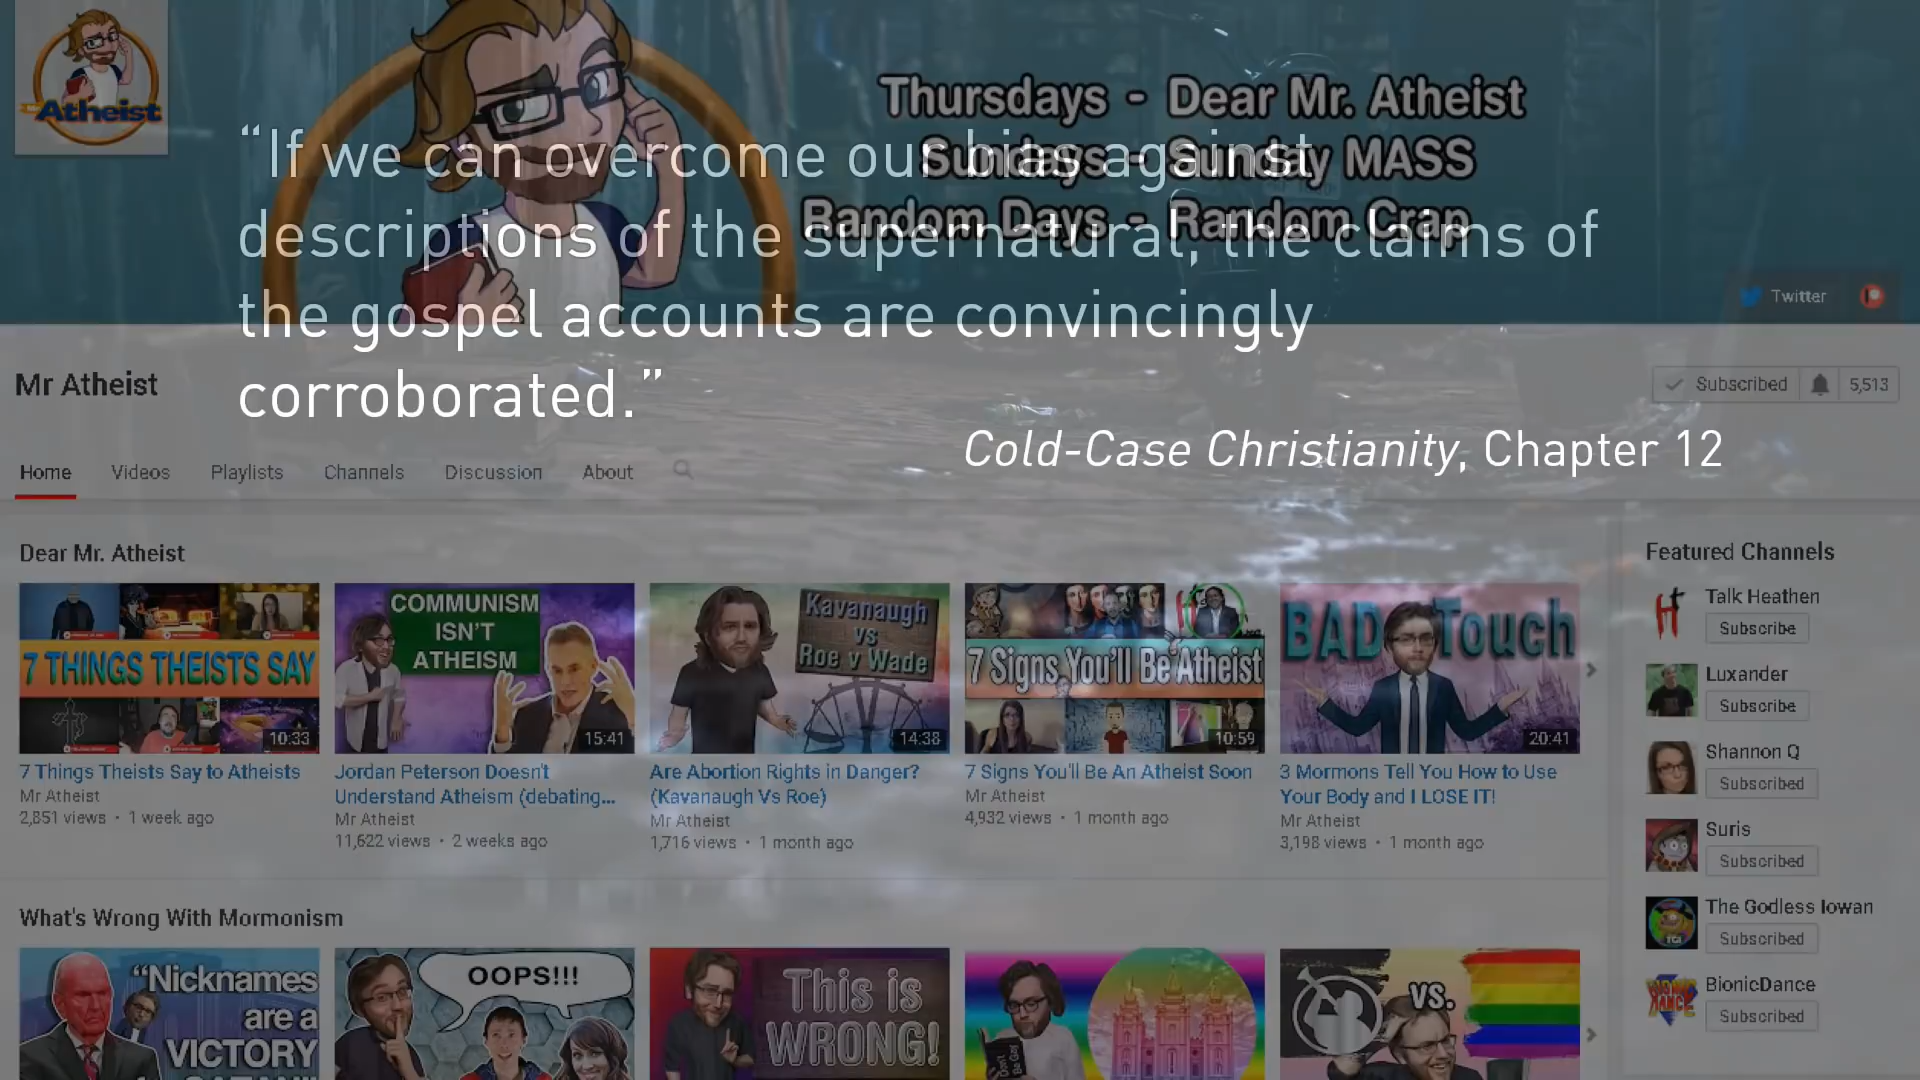 Atheist
Thursdays - Dear Mr. Atheist
Sundays - Sunday MASS
Random Days - Random Crap
“If we can overcome our bias against
descriptions of the supernatural, the claims of
the gospel accounts are convincingly
corroborated.”
Cold-Case Christianity, Chapter 12
Twitter
Mr Atheist
Subscribed 5,513
Home Videos Playlists Channels Discussion About
Dear Mr. Atheist
7 THINGS THEISTS SAY
10:33
7 Things Theists Say to Atheists
Mr Atheist
2,851 views • 1 week ago
COMMUNISM
ISN'T
ATHEISM
15:41
Jordan Peterson Doesn't
Understand Atheism (debating...
Mr Atheist
11,622 views • 2 weeks ago
Kavanaugh
vs
Roe v Wade
14:38
Are Abortion Rights in Danger?
(Kavanaugh Vs Roe)
Mr Atheist
1,716 views • 1 month ago
7 Signs You'll Be Atheist
10:59
7 Signs You'll Be An Atheist Soon
Mr Atheist
4,932 views • 1 month ago
BAD Touch
20:41
3 Mormons Tell You How to Use
Your Body and I LOSE IT!
Mr Atheist
3,198 views • 1 month ago
Featured Channels
Talk Heathen
Subscribe
Luxander
Subscribe
Shannon Q
Subscribed
Suris
Subscribed
The Godless Iowan
Subscribed
TGI
BionicDance
Subscribed
BIONIC
DANCE
What's Wrong With Mormonism
“Nicknames
are a
VICTORY
OOPS!!!
This is
WRONG!
Don't
Be Gay
VS.